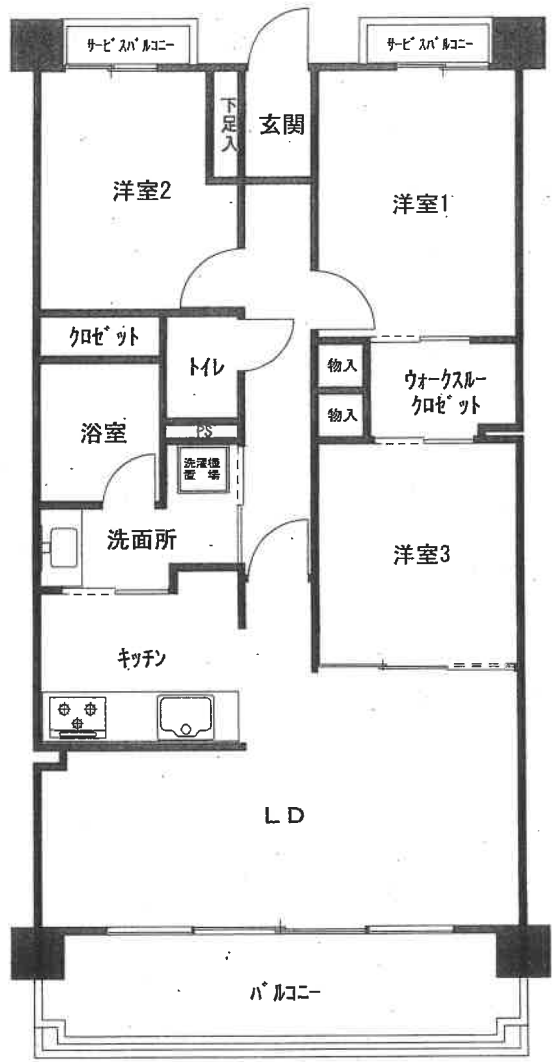 サービスバルコニー
サービスバルコニー
下足入
玄関
洋室2
洋室1
クロゼット
トイレ
物入
ウォークスルー
クロゼット
物入
浴室
PS
洗濯機
置場
洗面所
洋室3
キッチン
LD
バルコニー